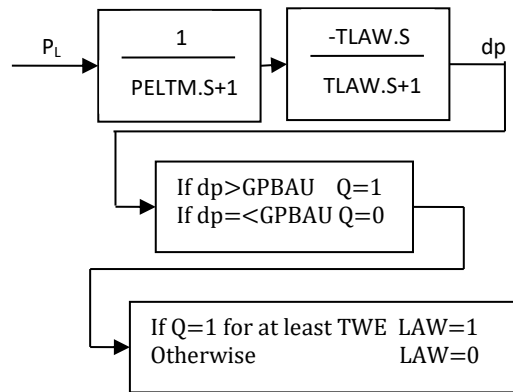 P_L
1
PELTM.S+1
-TLAW.S
TLAW.S+1
dp
If dp>GPBAU Q=1
If dp=<GPBAU Q=0
If Q=1 for at least TWE LAW=1
Otherwise LAW=0